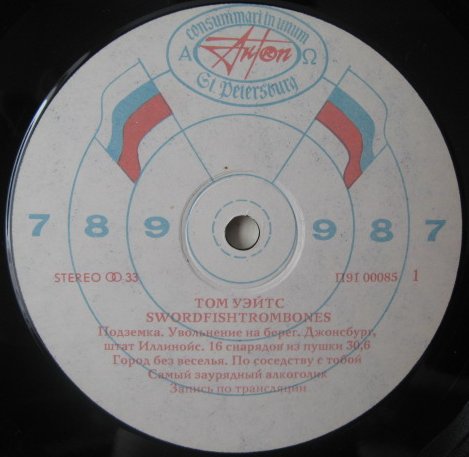 consummari in unum
Α Антоп Ω
St. Petersburg
7 8 9 9 8 7
STEREO 33 П91 00085 1
ТОМ УЭЙТС
SWORDFISHTROMBONES
Подземка. Увольнение на берег. Джонсбург,
штат Иллинойс. 16 снарядов из пушки 30,6
Город без веселья. По соседству с тобой
Самый заурядный алкоголик
Запись по трансляции